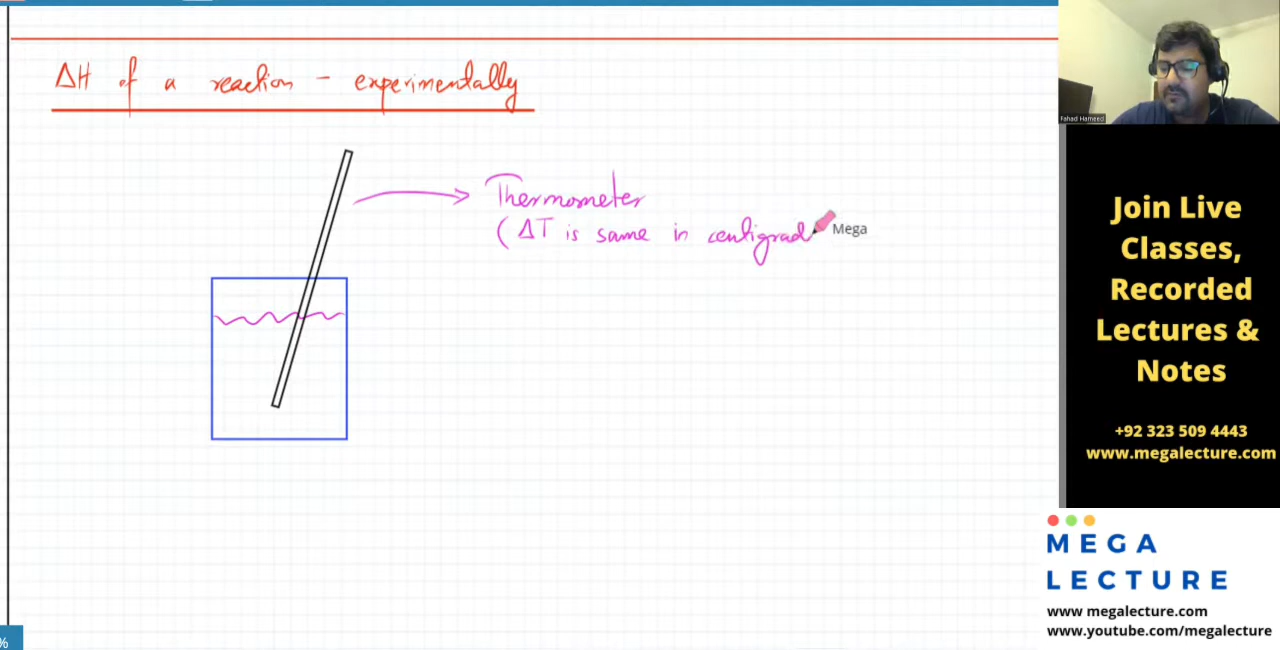 ΔH of a reaction - experimentally
Thermometer
(ΔT is same in centigrad
Mega
Fahad Hameed
Join Live
Classes,
Recorded
Lectures &
Notes
+92 323 509 4443
www.megalecture.com
MEGA
LECTURE
www megalecture.com
www.youtube.com/megalecture
%